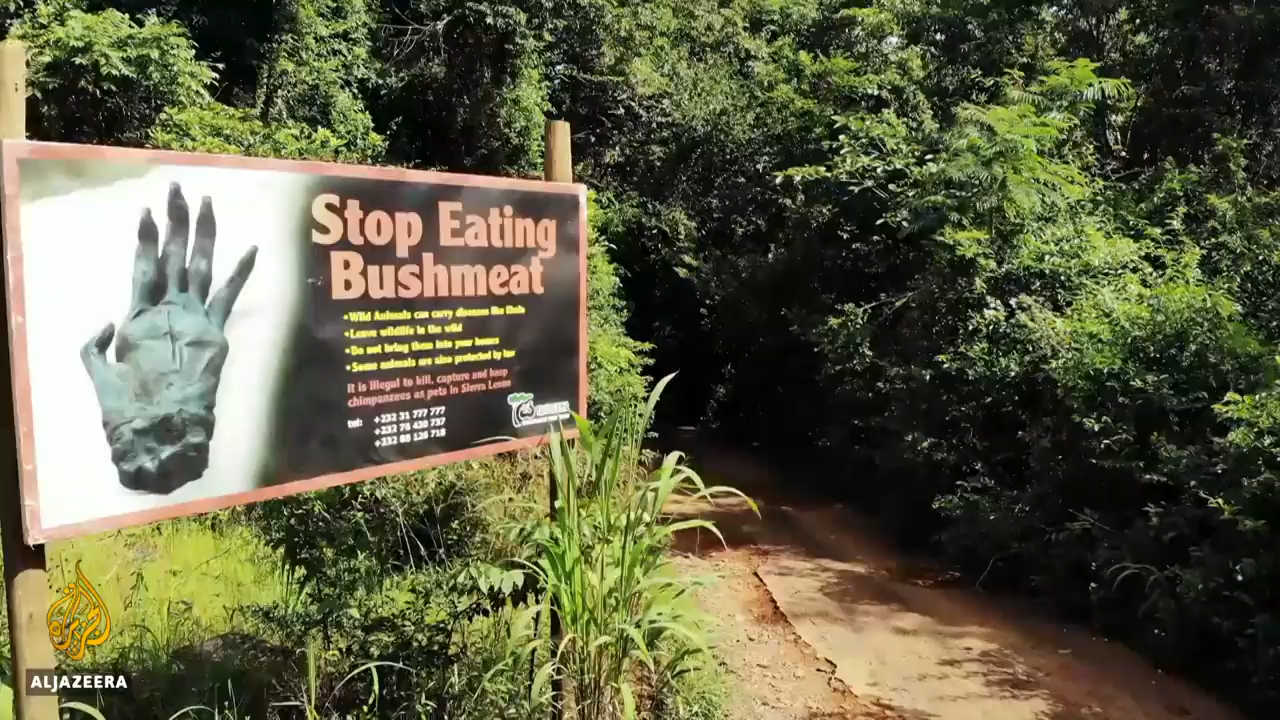 Stop Eating
Bushmeat
• Wild Animals can carry diseases like Ebola
• Leave wildlife in the wild
• Do not bring them into your homes
• Some animals are also protected by law
It is illegal to kill, capture and keep
chimpanzees as pets in Sierra Leone
tel: +232 31 777 777
+232 76 430 737
+232 88 126 718
ALJAZEERA